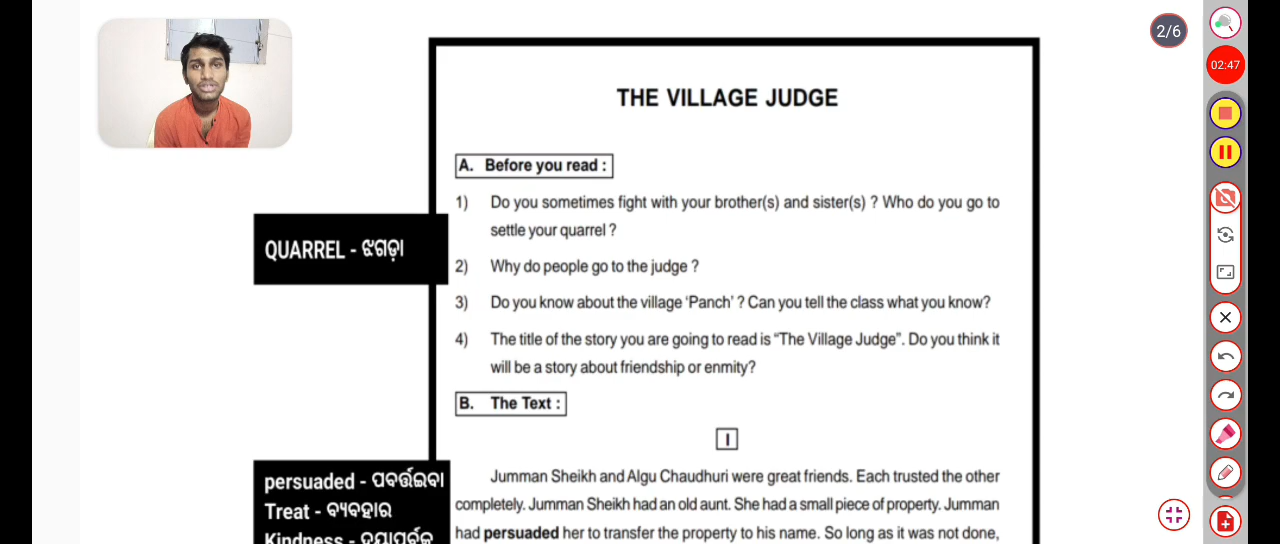 2/6
02:47
THE VILLAGE JUDGE
A. Before you read :
1) Do you sometimes fight with your brother(s) and sister(s) ? Who do you go to
settle your quarrel ?
QUARREL - ଝଗଡ଼ା
2) Why do people go to the judge ?
3) Do you know about the village ‘Panch’ ? Can you tell the class what you know?
4) The title of the story you are going to read is “The Village Judge”. Do you think it
will be a story about friendship or enmity?
B. The Text :
I
Jumman Sheikh and Algu Chaudhuri were great friends. Each trusted the other
completely. Jumman Sheikh had an old aunt. She had a small piece of property. Jumman
had persuaded her to transfer the property to his name. So long as it was not done,
persuaded - ପବର୍ତ୍ତଇବା
Treat - ବ୍ୟବହାର
Kindness - ଦୟାପୂର୍ବକ